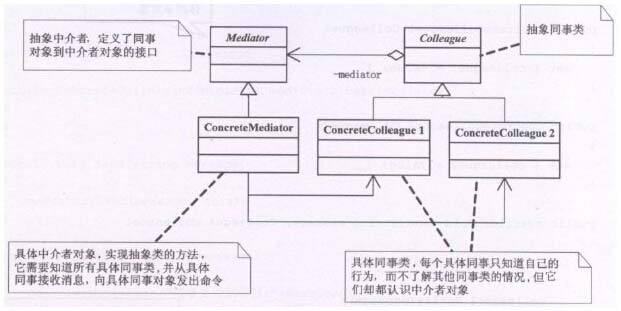 抽象中介者，定义了同事
对象到中介者对象的接口
Mediator
Colleague
抽象同事类
-mediator
ConcreteMediator
ConcreteColleague 1
ConcreteColleague 2
具体中介者对象，实现抽象类的方法，
它需要知道所有具体同事类，并从具体
同事接收消息，向具体同事对象发出命令
具体同事类，每个具体同事只知道自己的
行为，而不了解其他同事类的情况，但它
们却都认识中介者对象